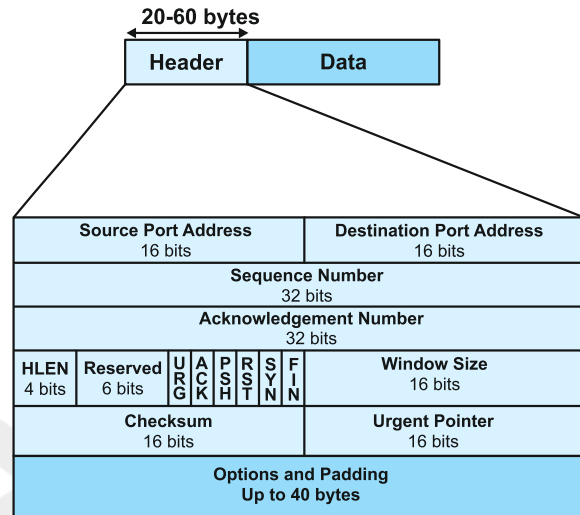 20-60 bytes
Header
Data
Source Port Address
16 bits
Destination Port Address
16 bits
Sequence Number
32 bits
Acknowledgement Number
32 bits
HLEN
4 bits
Reserved
6 bits
URG
ACK
PSH
RST
SYN
FIN
Window Size
16 bits
Checksum
16 bits
Urgent Pointer
16 bits
Options and Padding
Up to 40 bytes